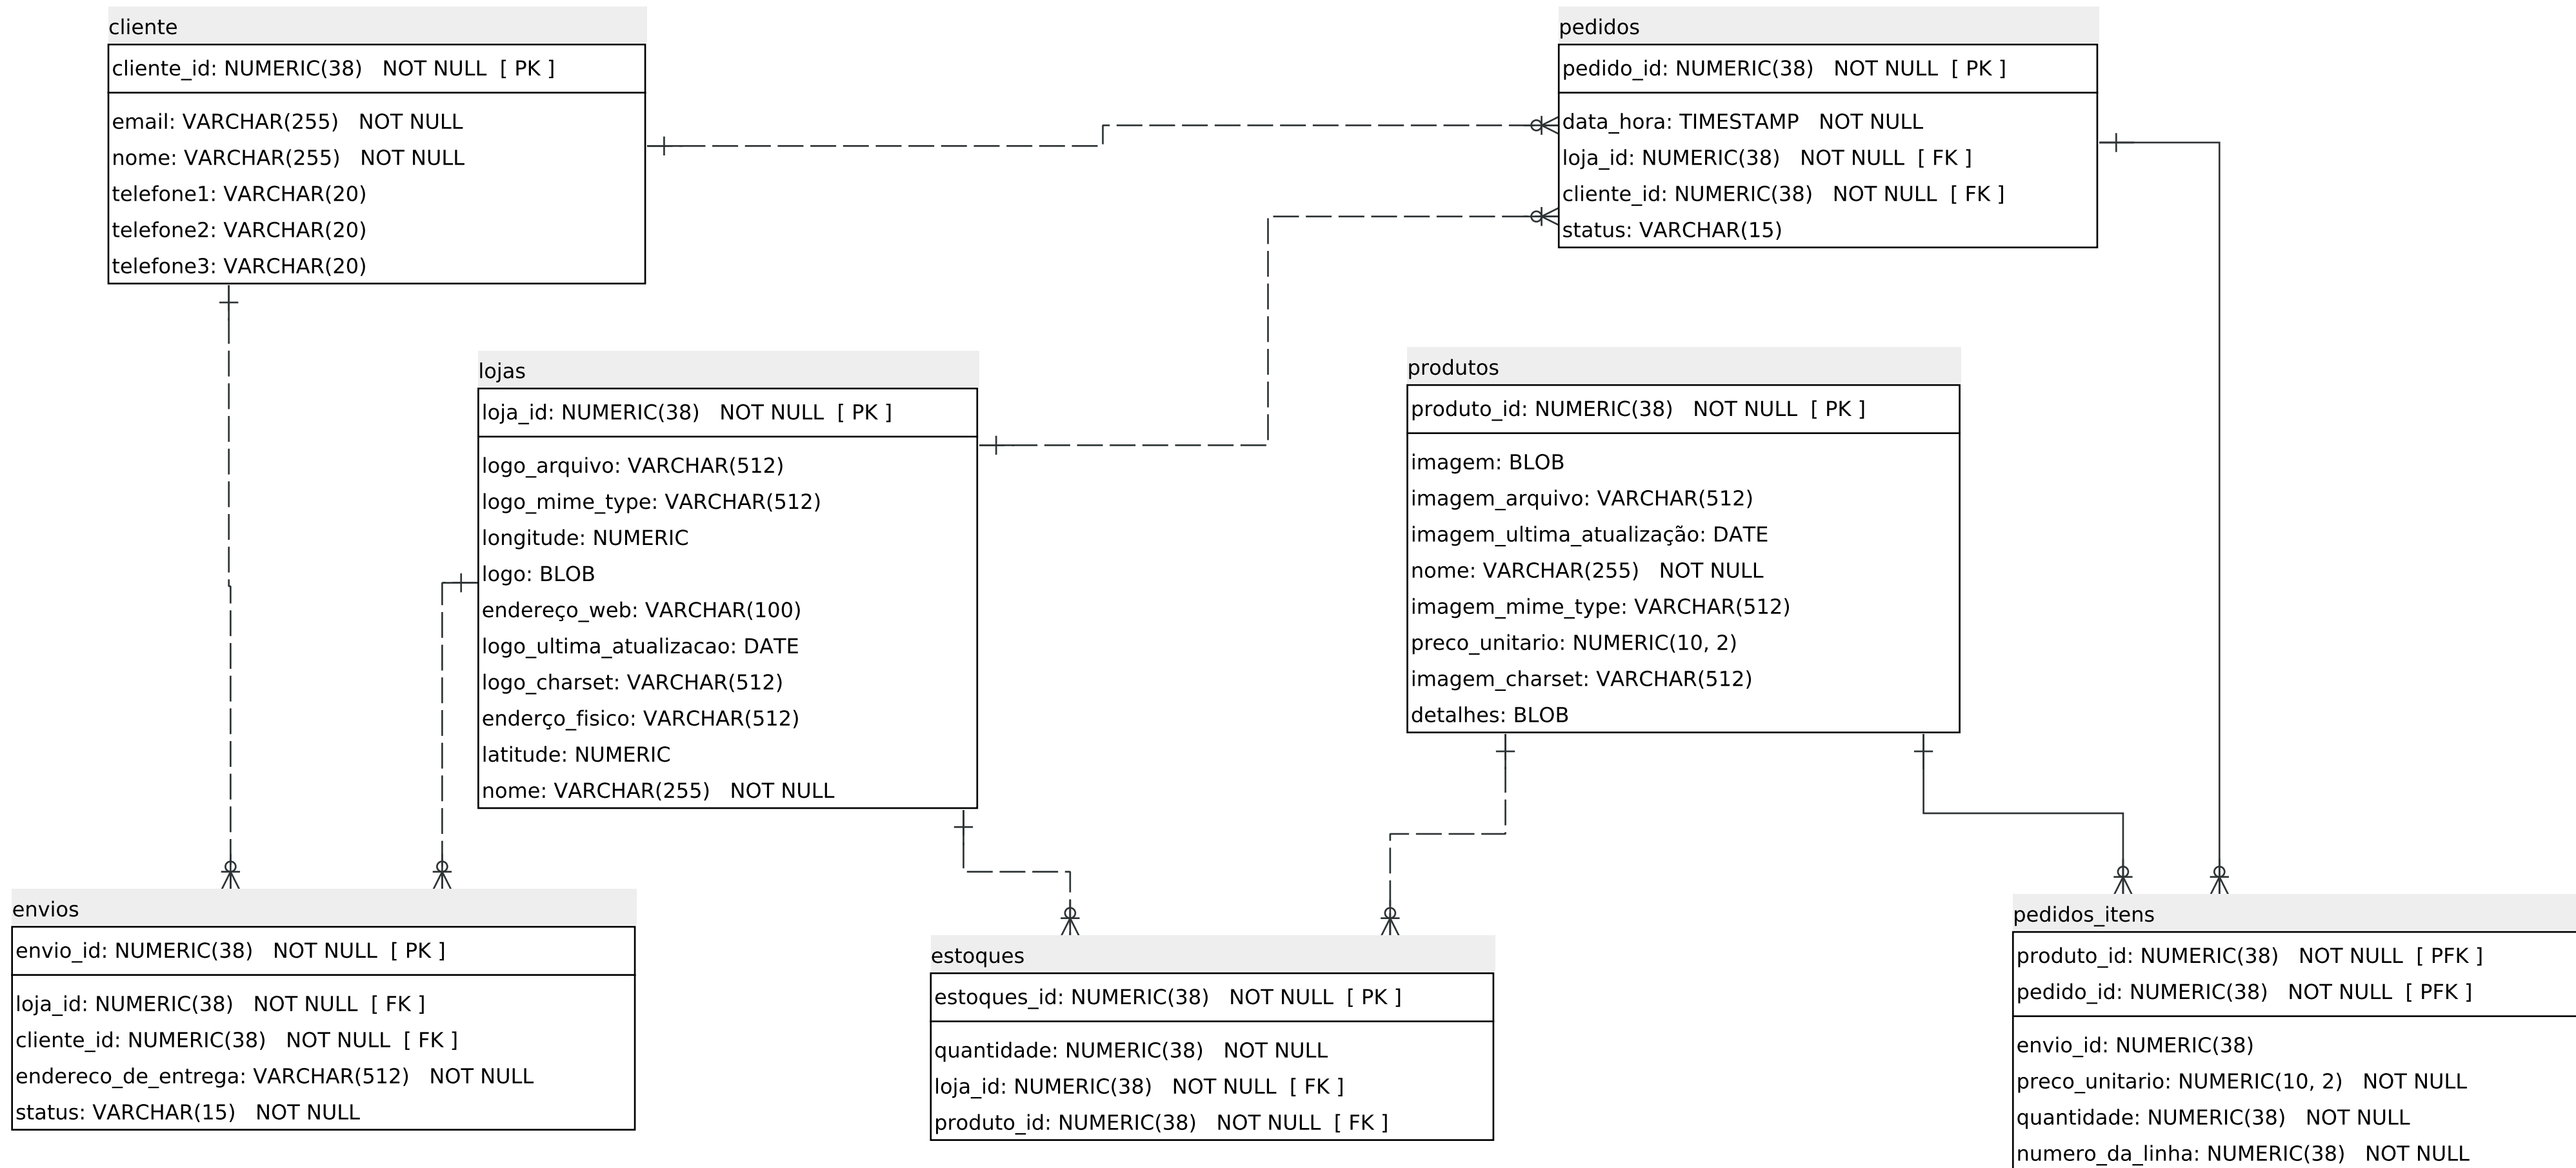 cliente
cliente_id: NUMERIC(38) NOT NULL [ PK ]
email: VARCHAR(255) NOT NULL
nome: VARCHAR(255) NOT NULL
telefone1: VARCHAR(20)
telefone2: VARCHAR(20)
telefone3: VARCHAR(20)
pedidos
pedido_id: NUMERIC(38) NOT NULL [ PK ]
data_hora: TIMESTAMP NOT NULL
loja_id: NUMERIC(38) NOT NULL [ FK ]
cliente_id: NUMERIC(38) NOT NULL [ FK ]
status: VARCHAR(15)
lojas
loja_id: NUMERIC(38) NOT NULL [ PK ]
logo_arquivo: VARCHAR(512)
logo_mime_type: VARCHAR(512)
longitude: NUMERIC
logo: BLOB
endereço_web: VARCHAR(100)
logo_ultima_atualizacao: DATE
logo_charset: VARCHAR(512)
enderço_fisico: VARCHAR(512)
latitude: NUMERIC
nome: VARCHAR(255) NOT NULL
produtos
produto_id: NUMERIC(38) NOT NULL [ PK ]
imagem: BLOB
imagem_arquivo: VARCHAR(512)
imagem_ultima_atualização: DATE
nome: VARCHAR(255) NOT NULL
imagem_mime_type: VARCHAR(512)
preco_unitario: NUMERIC(10, 2)
imagem_charset: VARCHAR(512)
detalhes: BLOB
envios
envio_id: NUMERIC(38) NOT NULL [ PK ]
loja_id: NUMERIC(38) NOT NULL [ FK ]
cliente_id: NUMERIC(38) NOT NULL [ FK ]
endereco_de_entrega: VARCHAR(512) NOT NULL
status: VARCHAR(15) NOT NULL
estoques
estoques_id: NUMERIC(38) NOT NULL [ PK ]
quantidade: NUMERIC(38) NOT NULL
loja_id: NUMERIC(38) NOT NULL [ FK ]
produto_id: NUMERIC(38) NOT NULL [ FK ]
pedidos_itens
produto_id: NUMERIC(38) NOT NULL [ PFK ]
pedido_id: NUMERIC(38) NOT NULL [ PFK ]
envio_id: NUMERIC(38)
preco_unitario: NUMERIC(10, 2) NOT NULL
quantidade: NUMERIC(38) NOT NULL
numero_da_linha: NUMERIC(38) NOT NULL